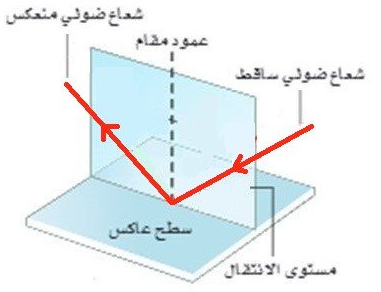 شعاع ضوئي منعكس
عمود مقام
شعاع ضوئي ساقط
سطح عاكس
مستوى الانتقال